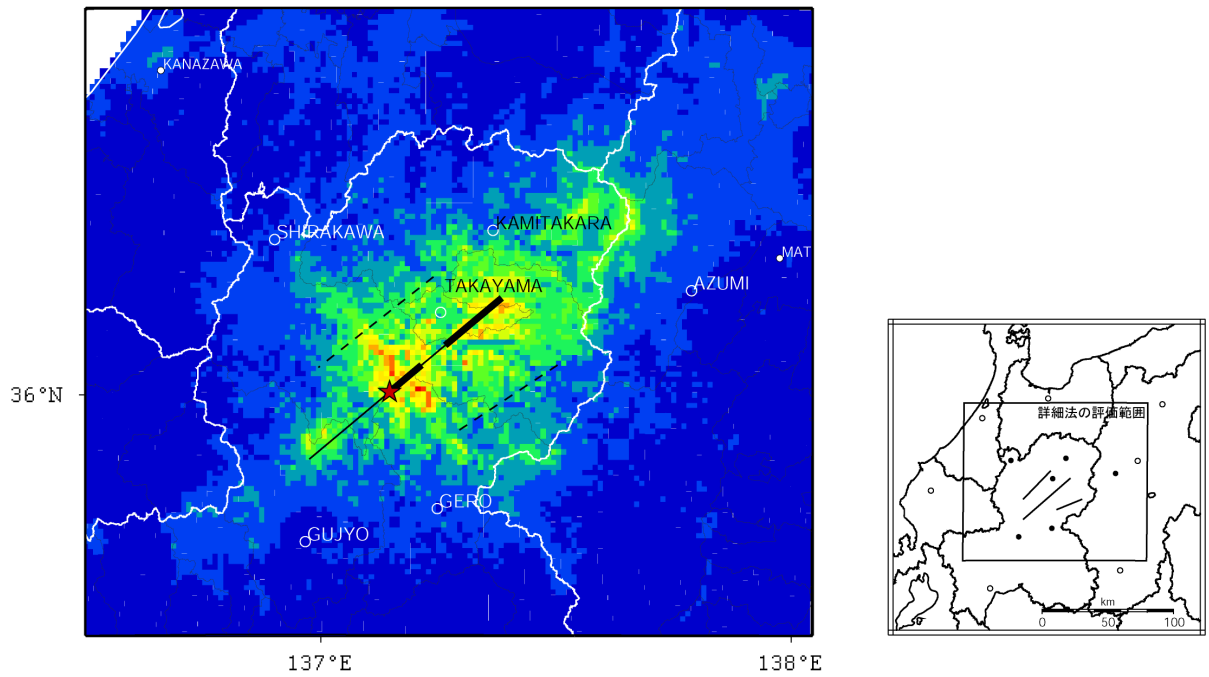 KANAZAWA
SHIRAKAWA
KAMITAKARA
MAT
TAKAYAMA
AZUMI
36°N
GERO
GUJYO
137°E
138°E
詳細法の評価範囲
km
0
50
100